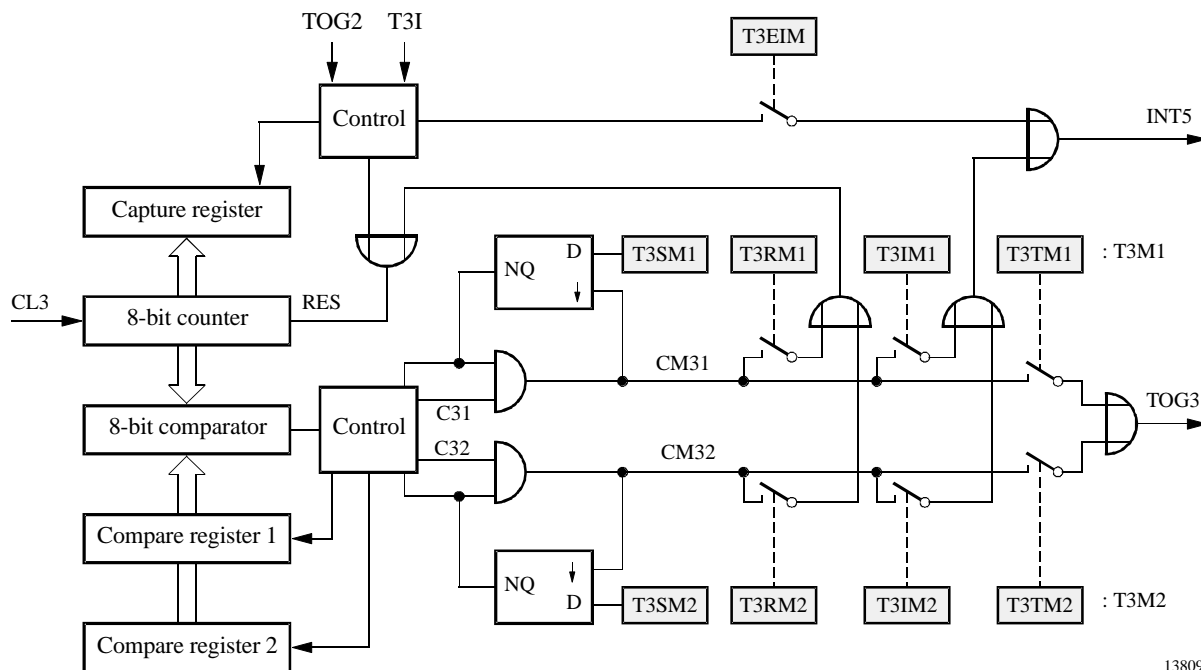 TOG2 T3I
T3EIM
Control
INT5
Capture register
NQ D T3SM1 T3RM1 T3IM1 T3TM1 : T3M1
CL3 8-bit counter RES
CM31
C31
8-bit comparator Control TOG3
C32
CM32
Compare register 1
NQ
D T3SM2 T3RM2 T3IM2 T3TM2 : T3M2
Compare register 2
13809